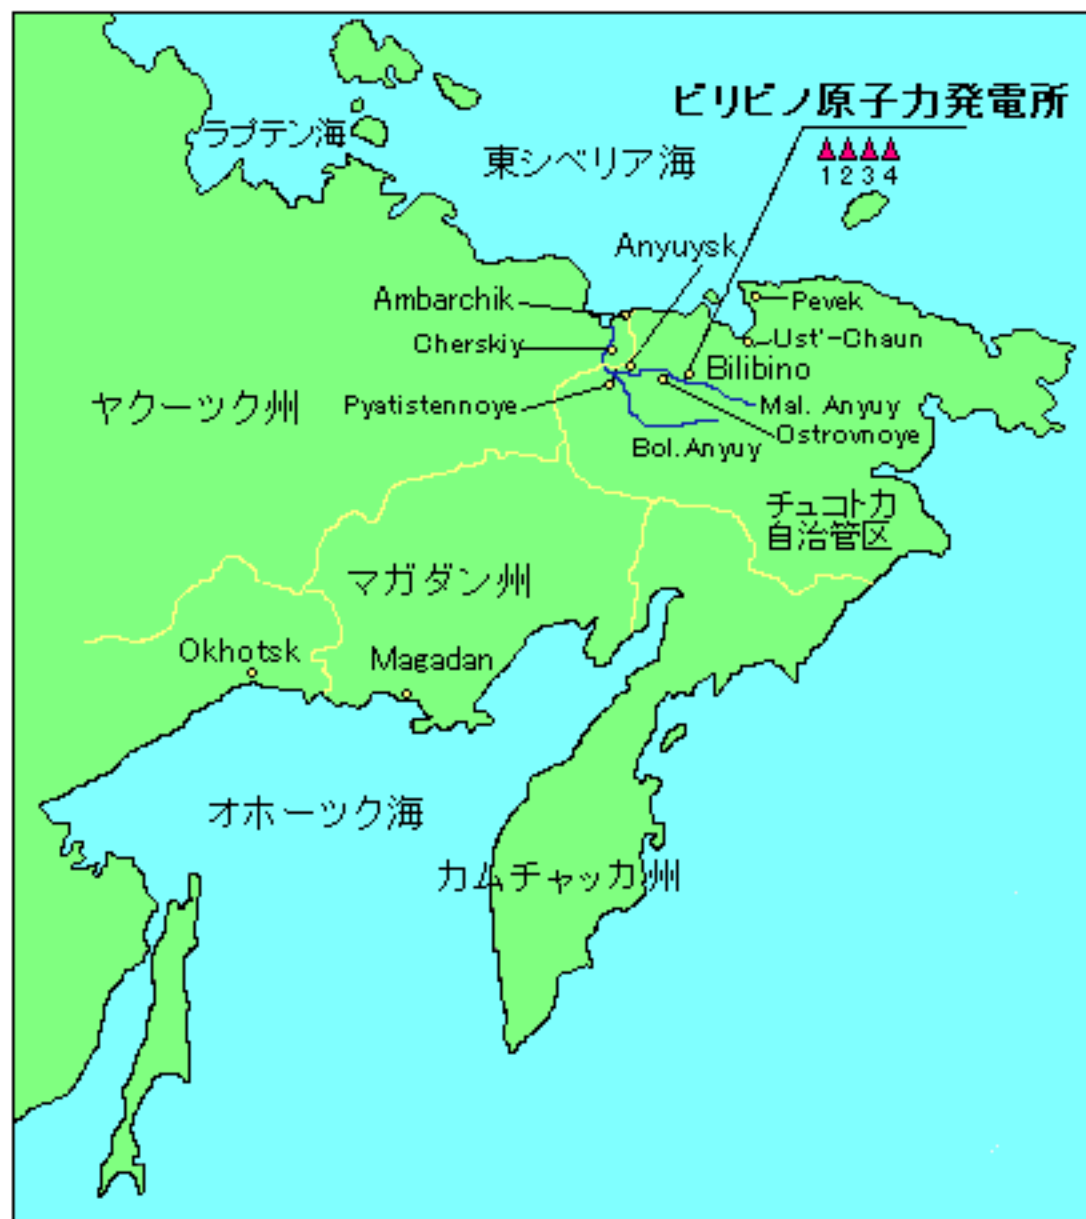 ビリビノ原子力発電所
ラプテン海
1 2 3 4
東シベリア海
Anyuysk
Ambarchik
Pevek
Cherskiy
Ust'-Chaun
Bilibino
ヤクーツク州
Pyatistennoye
Mal. Anyuy
Ostrovnoye
Bol.Anyuy
チュコトカ
自治管区
マガダン州
Okhotsk
Magadan
オホーツク海
カムチャッカ州